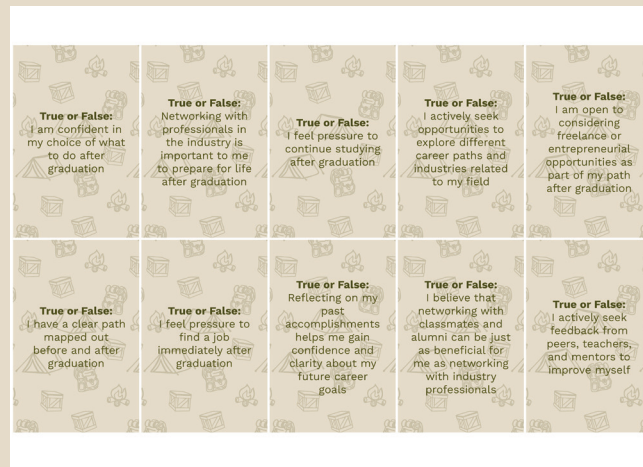 True or False:
I am confident in
my choice of what
to do after
graduation
True or False:
Networking with
professionals in
the industry is
important to me
to prepare for life
after graduation
True or False:
I feel pressure to
continue studying
after graduation
True or False:
I actively seek
opportunities to
explore different
career paths and
industries related
to my field
True or False:
I am open to
considering
freelance or
entrepreneurial
opportunities as
part of my path
after graduation
True or False:
I have a clear path
mapped out
before and after
graduation
True or False:
I feel pressure to
find a job
immediately after
graduation
True or False:
Reflecting on my
past
accomplishments
helps me gain
confidence and
clarity about my
future career
goals
True or False:
I believe that
networking with
classmates and
alumni can be just
as beneficial for
me as networking
with industry
professionals
True or False:
I actively seek
feedback from
peers, teachers,
and mentors to
improve myself